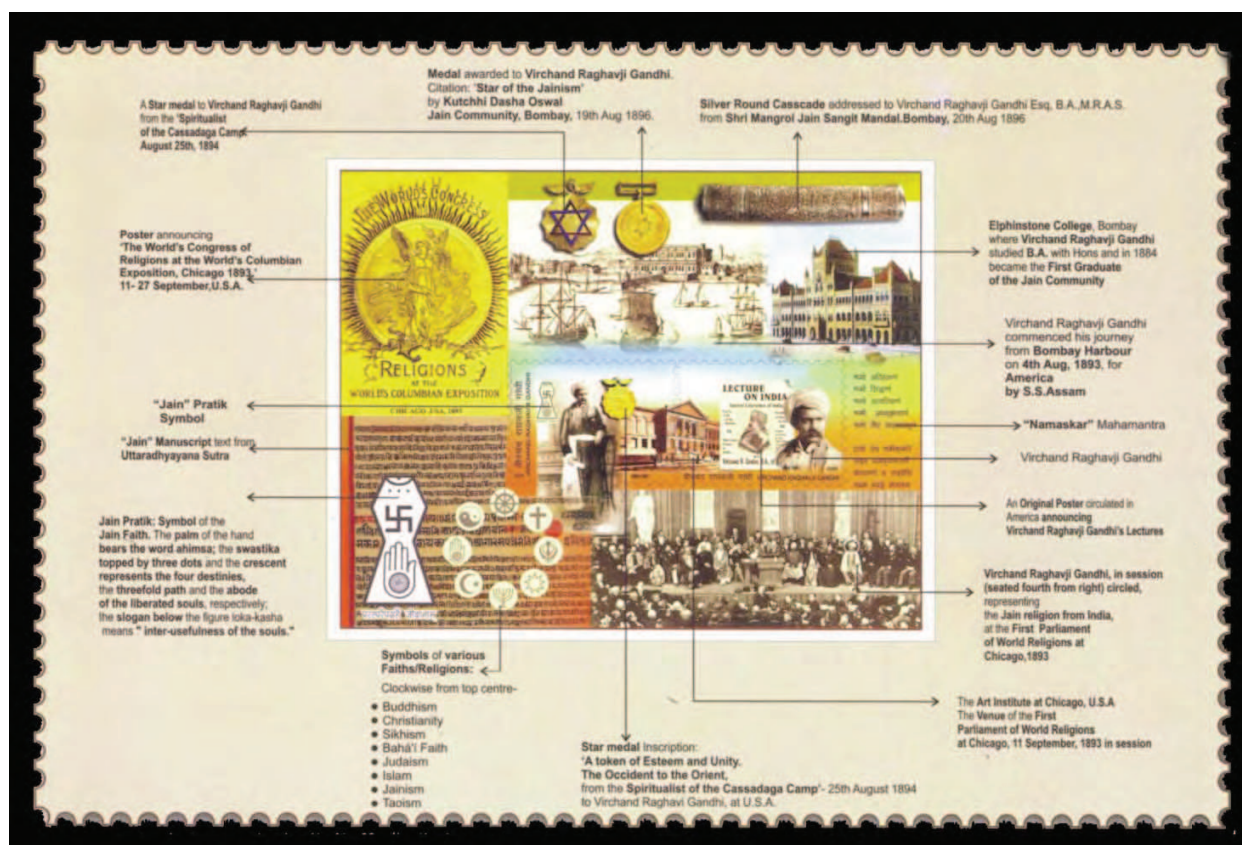 Medal awarded to Virchand Raghavji Gandhi.
Citation: 'Star of the Jainism'
by Kutchhi Dasha Oswal
Jain Community, Bombay, 19th Aug 1896.
A Star medal to Virchand Raghavji Gandhi
from the 'Spiritualist
of the Cassadaga Camp
August 25th, 1894
Silver Round Casscade addressed to Virchand Raghavji Gandhi Esq, B.A.,M.R.A.S.
from Shri Mangrol Jain Sangit Mandal.Bombay, 20th Aug 1896
Poster announcing
'The World's Congress of
Religions at the World's Columbian
Exposition, Chicago 1893,'
11- 27 September,U.S.A.
THE WORLD'S CONGRESS
OF
RELIGIONS
AT THE
WORLD'S COLUMBIAN EXPOSITION
CHICAGO, USA, 1893
Elphinstone College, Bombay
where Virchand Raghavji Gandhi
studied B.A. with Hons and in 1884
became the First Graduate
of the Jain Community
Virchand Raghavji Gandhi
commenced his journey
from Bombay Harbour
on 4th Aug, 1893, for
America
by S.S.Assam
LECTURE
ON INDIA
"Jain" Pratik
Symbol
"Jain" Manuscript text from
Uttaradhyayana Sutra
"Namaskar" Mahamantra
Virchand Raghavji Gandhi
VIRCHAND RAGHAVJI GANDHI
An Original Poster circulated in
America announcing
Virchand Raghavji Gandhi's Lectures
Jain Pratik: Symbol of the
Jain Faith. The palm of the hand
bears the word ahimsa; the swastika
topped by three dots and the crescent
represents the four destinies,
the threefold path and the abode
of the liberated souls, respectively;
the slogan below the figure loka-kasha
means " inter-usefulness of the souls."
Virchand Raghavji Gandhi, in session
(seated fourth from right) circled,
representing
the Jain religion from India,
at the First Parliament
of World Religions at
Chicago,1893
Symbols of various
Faiths/Religions:
Clockwise from top centre-
• Buddhism
• Christianity
• Sikhism
• Bahá'í Faith
• Judaism
• Islam
• Jainism
• Taoism
Star medal Inscription:
'A token of Esteem and Unity.
The Occident to the Orient,
from the Spiritualist of the Cassadaga Camp'- 25th August 1894
to Virchand Raghavi Gandhi, at U.S.A.
The Art Institute at Chicago, U.S.A
The Venue of the First
Parliament of World Religions
at Chicago, 11 September, 1893 in session